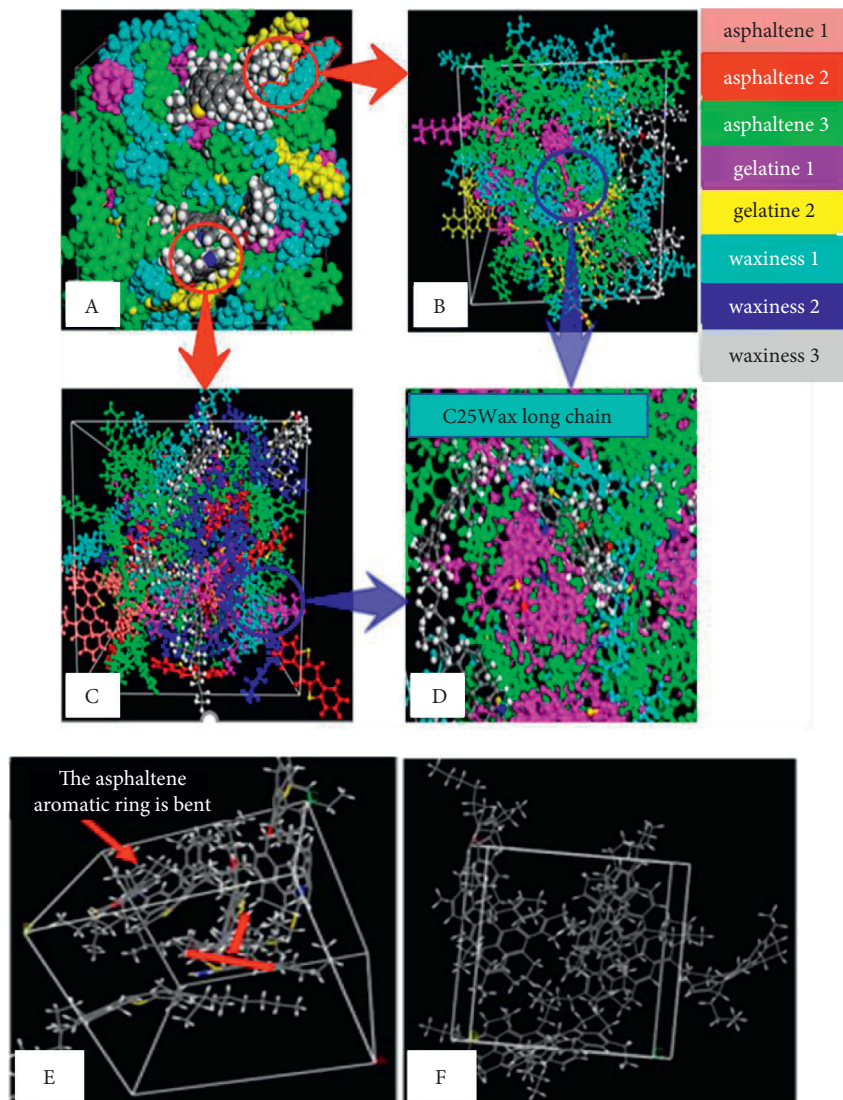 asphaltene 1
asphaltene 2
asphaltene 3
gelatine 1
gelatine 2
waxiness 1
waxiness 2
waxiness 3
A
B
C25Wax long chain
C
D
The asphaltene
aromatic ring is bent
E
F